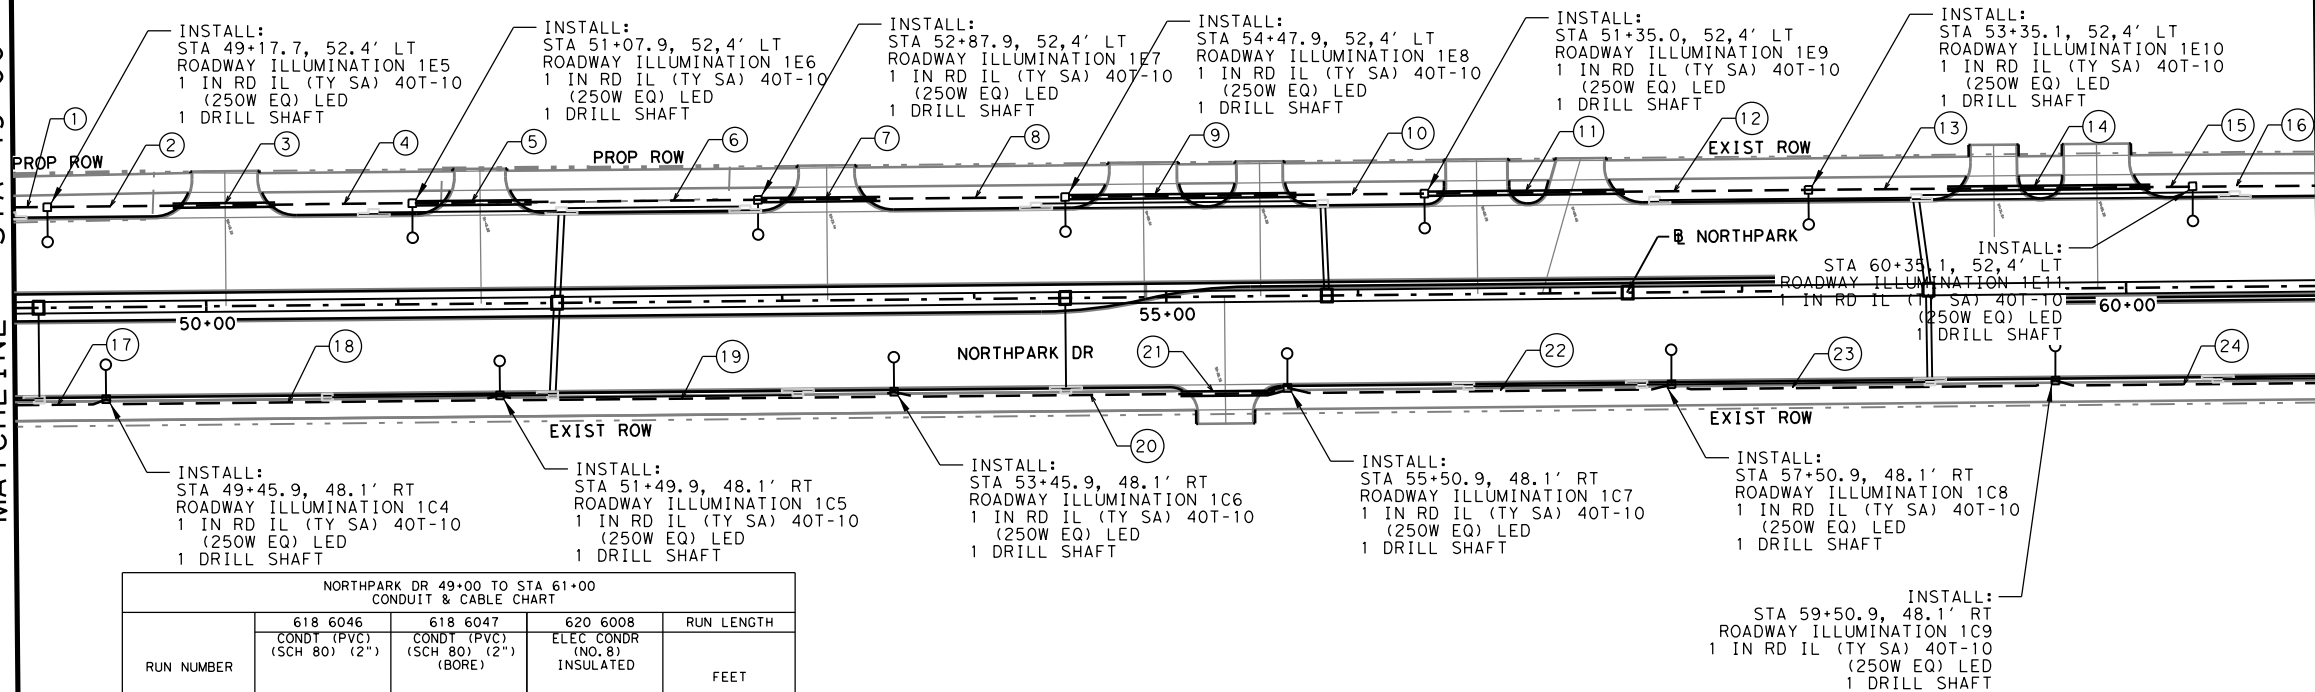 INSTALL:
STA 49+17.7, 52.4' LT
ROADWAY ILLUMINATION 1E5
1 IN RD IL (TY SA) 40T-10
(250W EQ) LED
1 DRILL SHAFT
INSTALL:
STA 51+07.9, 52,4' LT
ROADWAY ILLUMINATION 1E6
1 IN RD IL (TY SA) 40T-10
(250W EQ) LED
1 DRILL SHAFT
INSTALL:
STA 52+87.9, 52,4' LT
ROADWAY ILLUMINATION 1E7
1 IN RD IL (TY SA) 40T-10
(250W EQ) LED
1 DRILL SHAFT
INSTALL:
STA 54+47.9, 52,4' LT
ROADWAY ILLUMINATION 1E8
1 IN RD IL (TY SA) 40T-10
(250W EQ) LED
1 DRILL SHAFT
INSTALL:
STA 51+35.0, 52,4' LT
ROADWAY ILLUMINATION 1E9
1 IN RD IL (TY SA) 40T-10
(250W EQ) LED
1 DRILL SHAFT
INSTALL:
STA 53+35.1, 52,4' LT
ROADWAY ILLUMINATION 1E10
1 IN RD IL (TY SA) 40T-10
(250W EQ) LED
1 DRILL SHAFT
1
2
3
4
5
6
7
8
9
10
11
12
13
14
15
16
PROP ROW
PROP ROW
EXIST ROW
NORTHPARK
INSTALL:
STA 60+35.1, 52,4' LT
ROADWAY ILLUMINATION 1E11
1 IN RD IL (TY SA) 40T-10
(250W EQ) LED
1 DRILL SHAFT
50+00
55+00
60+00
NORTHPARK DR
17
18
19
20
21
22
23
24
EXIST ROW
EXIST ROW
INSTALL:
STA 49+45.9, 48.1' RT
ROADWAY ILLUMINATION 1C4
1 IN RD IL (TY SA) 40T-10
(250W EQ) LED
1 DRILL SHAFT
INSTALL:
STA 51+49.9, 48.1' RT
ROADWAY ILLUMINATION 1C5
1 IN RD IL (TY SA) 40T-10
(250W EQ) LED
1 DRILL SHAFT
INSTALL:
STA 53+45.9, 48.1' RT
ROADWAY ILLUMINATION 1C6
1 IN RD IL (TY SA) 40T-10
(250W EQ) LED
1 DRILL SHAFT
INSTALL:
STA 55+50.9, 48.1' RT
ROADWAY ILLUMINATION 1C7
1 IN RD IL (TY SA) 40T-10
(250W EQ) LED
1 DRILL SHAFT
INSTALL:
STA 57+50.9, 48.1' RT
ROADWAY ILLUMINATION 1C8
1 IN RD IL (TY SA) 40T-10
(250W EQ) LED
1 DRILL SHAFT
INSTALL:
STA 59+50.9, 48.1' RT
ROADWAY ILLUMINATION 1C9
1 IN RD IL (TY SA) 40T-10
(250W EQ) LED
1 DRILL SHAFT
NORTHPARK DR 49+00 TO STA 61+00
CONDUIT & CABLE CHART
RUN NUMBER
618 6046
CONDT (PVC)
(SCH 80) (2")
618 6047
CONDT (PVC)
(SCH 80) (2")
(BORE)
620 6008
ELEC CONDR
(NO.8)
INSULATED
RUN LENGTH
FEET